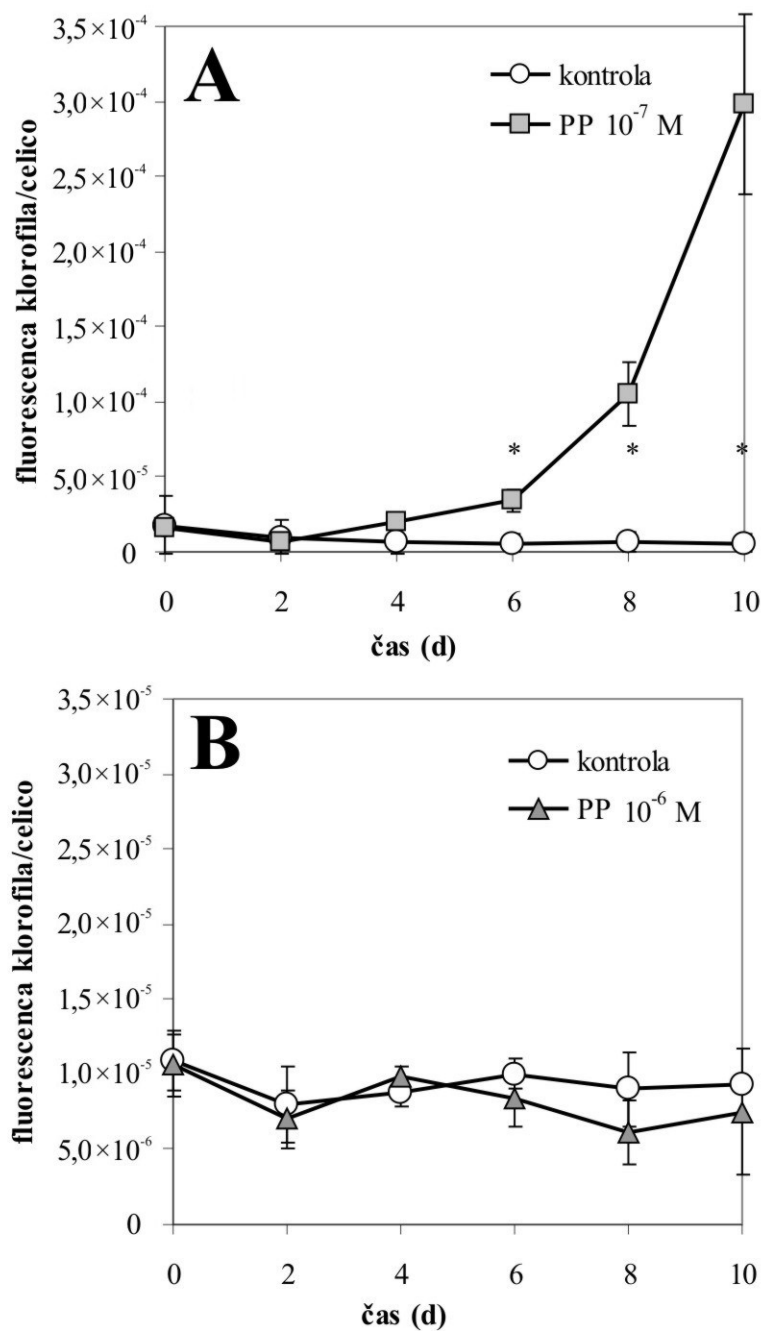 A
kontrola
PP 10⁻⁷ M
fluorescenca klorofila/celico
3,5×10⁻⁴
3,0×10⁻⁴
2,5×10⁻⁴
2,0×10⁻⁴
1,5×10⁻⁴
1,0×10⁻⁴
5,0×10⁻⁵
0
* * *
0 2 4 6 8 10
čas (d)
B
kontrola
PP 10⁻⁶ M
fluorescenca klorofila/celico
3,5×10⁻⁵
3,0×10⁻⁵
2,5×10⁻⁵
2,0×10⁻⁵
1,5×10⁻⁵
1,0×10⁻⁵
5,0×10⁻⁶
0
0 2 4 6 8 10
čas (d)